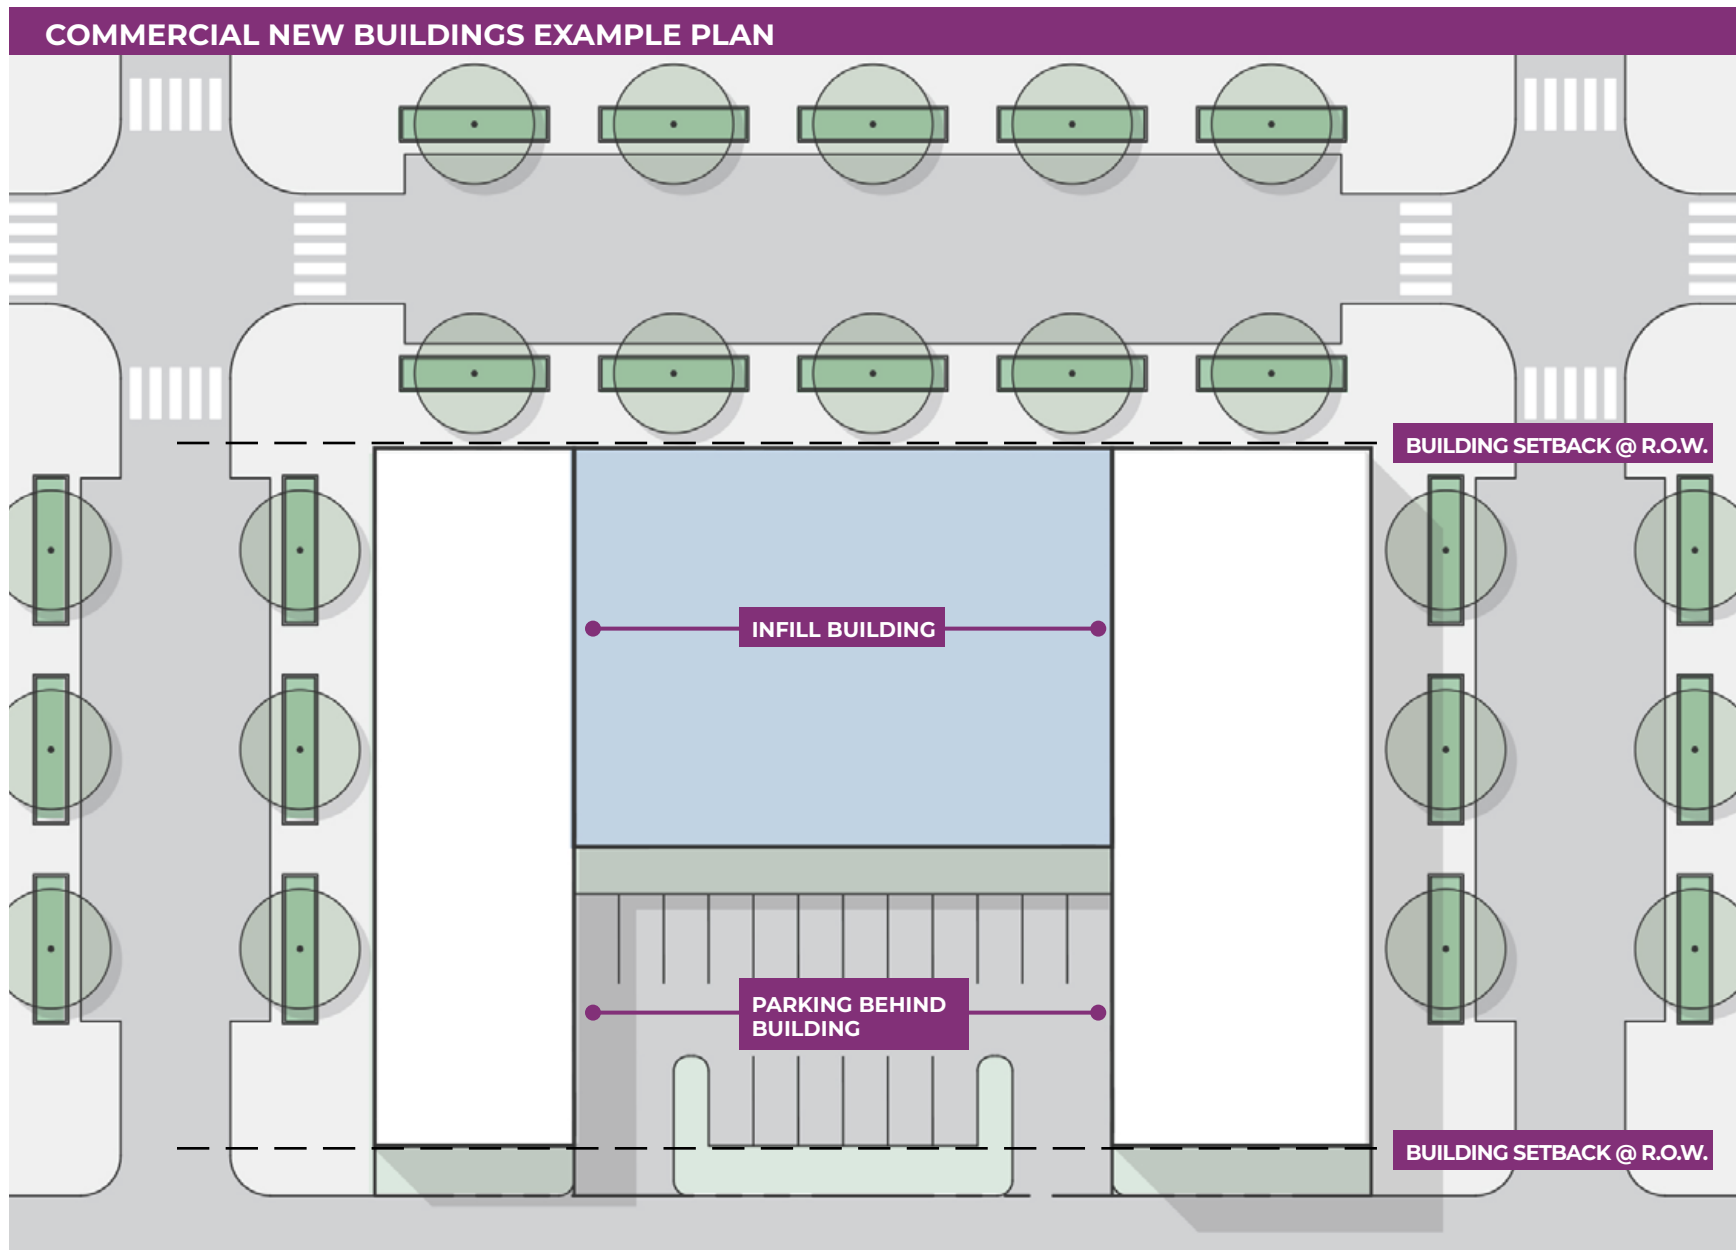 COMMERCIAL NEW BUILDINGS EXAMPLE PLAN
BUILDING SETBACK @ R.O.W.
INFILL BUILDING
PARKING BEHIND
BUILDING
BUILDING SETBACK @ R.O.W.